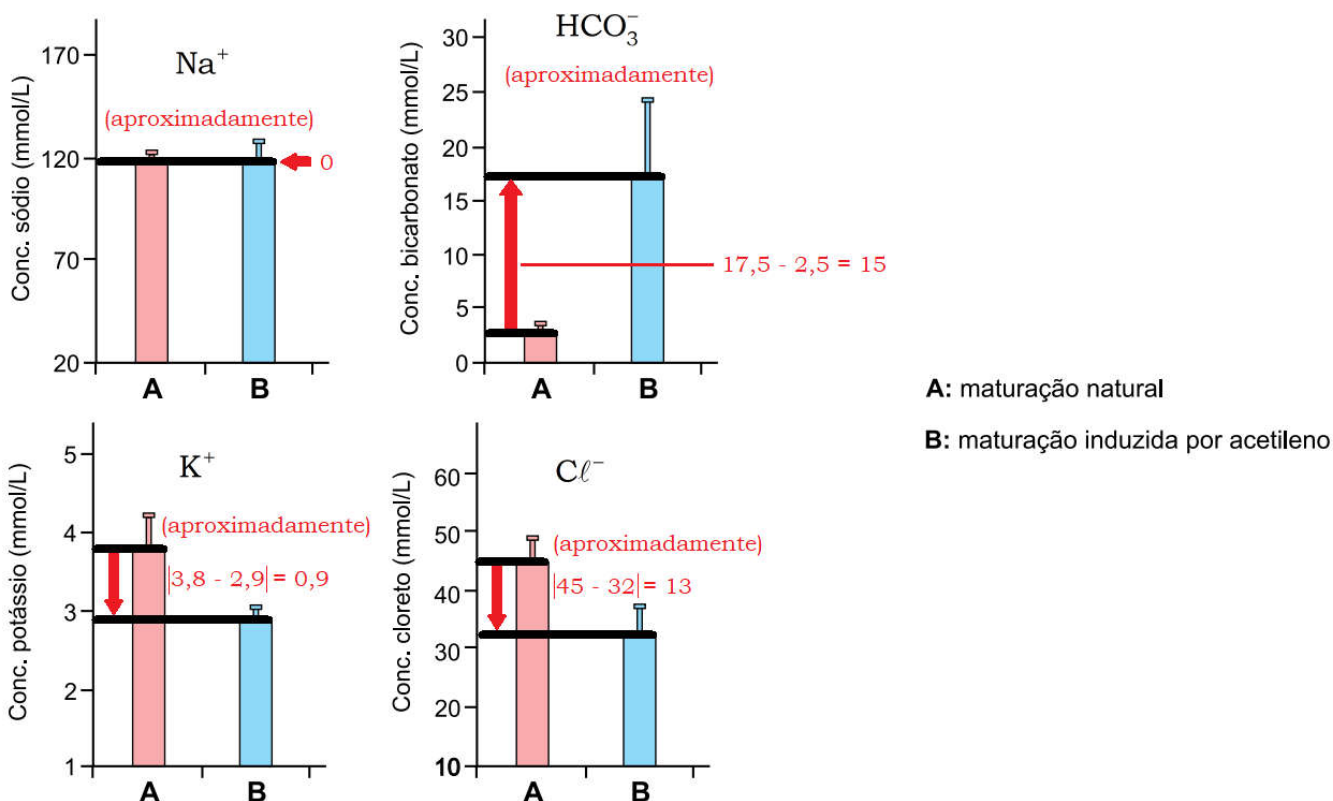 Na⁺
(aproximadamente)
Conc. sódio (mmol/L)
170
120
70
20
0
A
B
HCO₃⁻
(aproximadamente)
Conc. bicarbonato (mmol/L)
30
25
20
15
10
5
0
17,5 - 2,5 = 15
A
B
A: maturação natural
B: maturação induzida por acetileno
K⁺
(aproximadamente)
Conc. potássio (mmol/L)
5
4
3
2
1
|3,8 - 2,9| = 0,9
A
B
Cℓ⁻
(aproximadamente)
Conc. cloreto (mmol/L)
60
50
40
30
20
10
|45 - 32| = 13
A
B